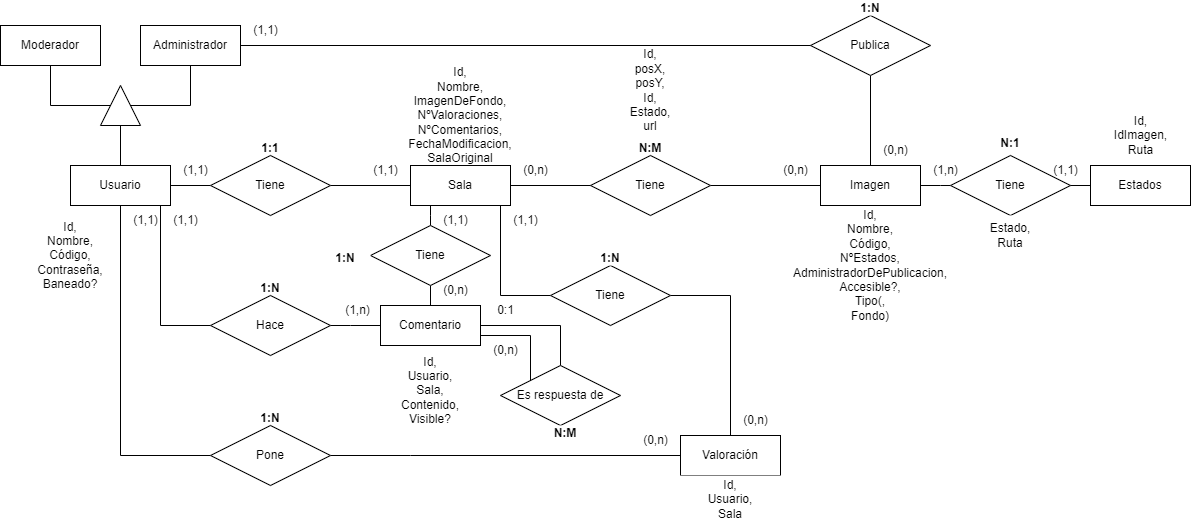 1:N
Moderador
Administrador
(1,1)
Publica
Id,
posX,
posY,
Id,
Estado,
url
Id,
Nombre,
ImagenDeFondo,
NºValoraciones,
NºComentarios,
FechaModificacion,
SalaOriginal
Id,
IdImagen,
Ruta
1:1
N:M
(0,n)
N:1
Usuario
(1,1)
Tiene
(1,1)
Sala
(0,n)
Tiene
(0,n)
Imagen
(1,n)
Tiene
(1,1)
Estados
(1,1)
(1,1)
(1,1)
(1,1)
Id,
Nombre,
Código,
Contraseña,
Baneado?
Id,
Nombre,
Código,
NºEstados,
AdministradorDePublicacion,
Accesible?,
Tipo(,
Fondo)
Estado,
Ruta
1:N
Tiene
1:N
(0,n)
1:N
Tiene
Hace
(1,n)
Comentario
0:1
(0,n)
Id,
Usuario,
Sala,
Contenido,
Visible?
Es respuesta de
N:M
1:N
Pone
(0,n)
(0,n)
Valoración
Id,
Usuario,
Sala